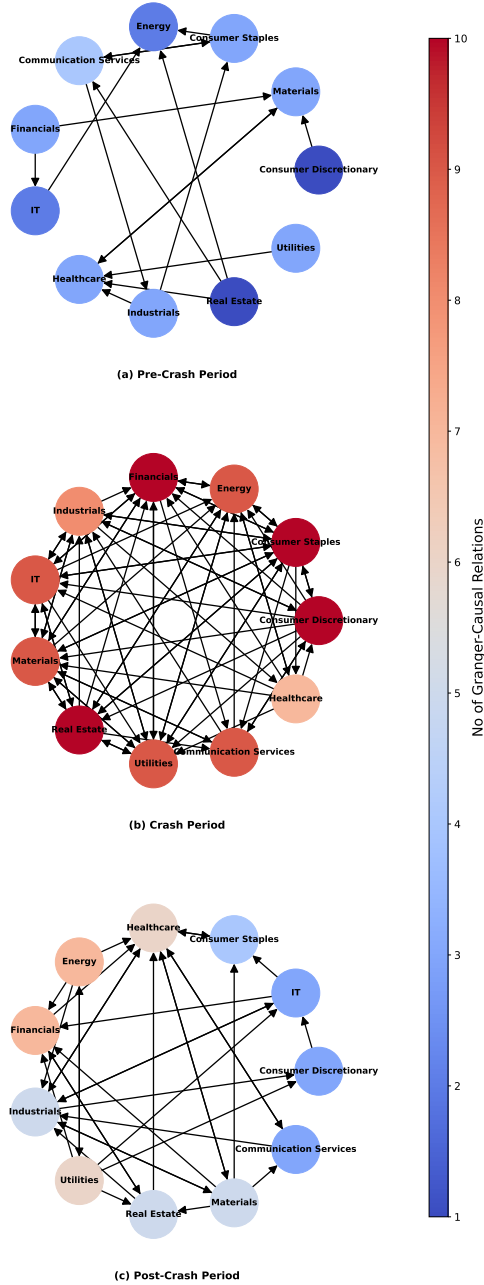 Energy
Consumer Staples
Communication Services
Materials
Financials
Consumer Discretionary
IT
Utilities
Healthcare
Real Estate
Industrials
(a) Pre-Crash Period
Financials
Energy
Industrials
Consumer Staples
IT
Consumer Discretionary
Materials
Healthcare
Real Estate
Communication Services
Utilities
(b) Crash Period
Healthcare
Consumer Staples
Energy
IT
Financials
Consumer Discretionary
Industrials
Communication Services
Utilities
Materials
Real Estate
(c) Post-Crash Period
10
9
8
7
6
5
4
3
2
1
No of Granger-Causal Relations